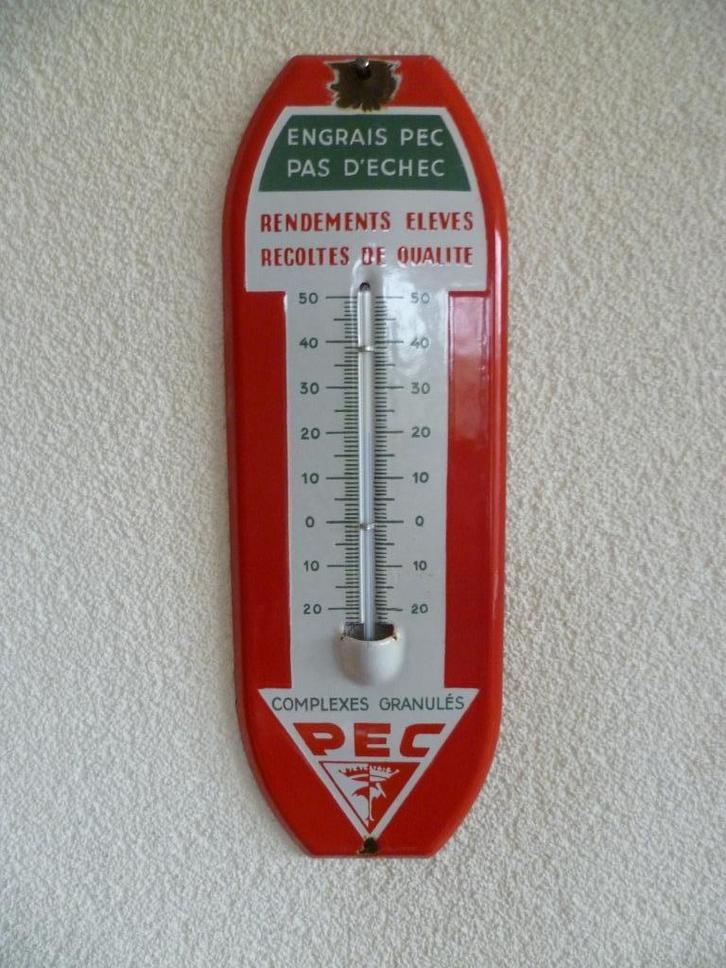 ENGRAIS PEC
PAS D'ECHEC
RENDEMENTS ELEVES
RECOLTES DE QUALITE
50 50
40 40
30 30
20 20
10 10
0 0
10 10
20 20
COMPLEXES GRANULÉS
PEC